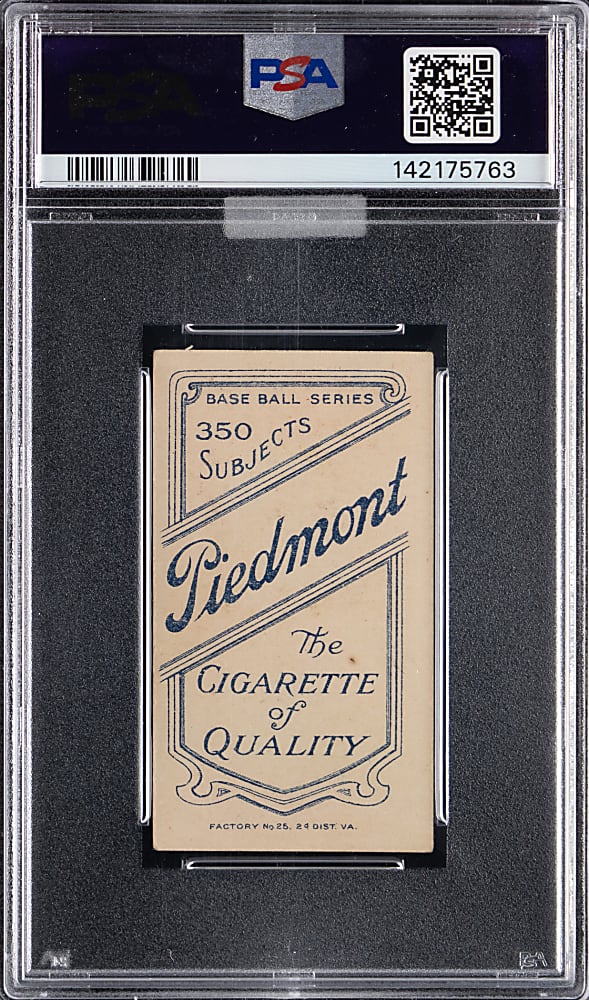 PSA
142175763
BASE BALL SERIES
350
SUBJECTS
Piedmont
The
CIGARETTE
of
QUALITY
FACTORY No 25. 2d DIST. VA.